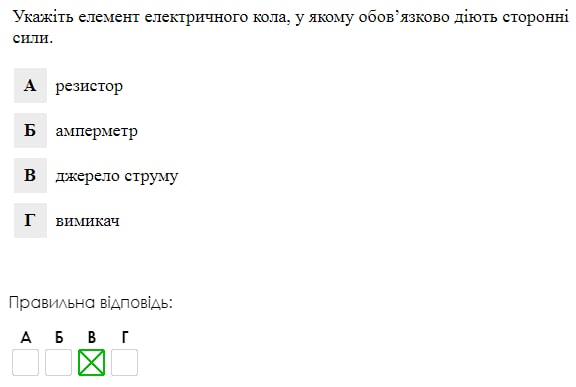 Укажіть елемент електричного кола, у якому обов’язково діють сторонні
сили.
А резистор
Б амперметр
В джерело струму
Г вимикач
Правильна відповідь:
А Б В Г